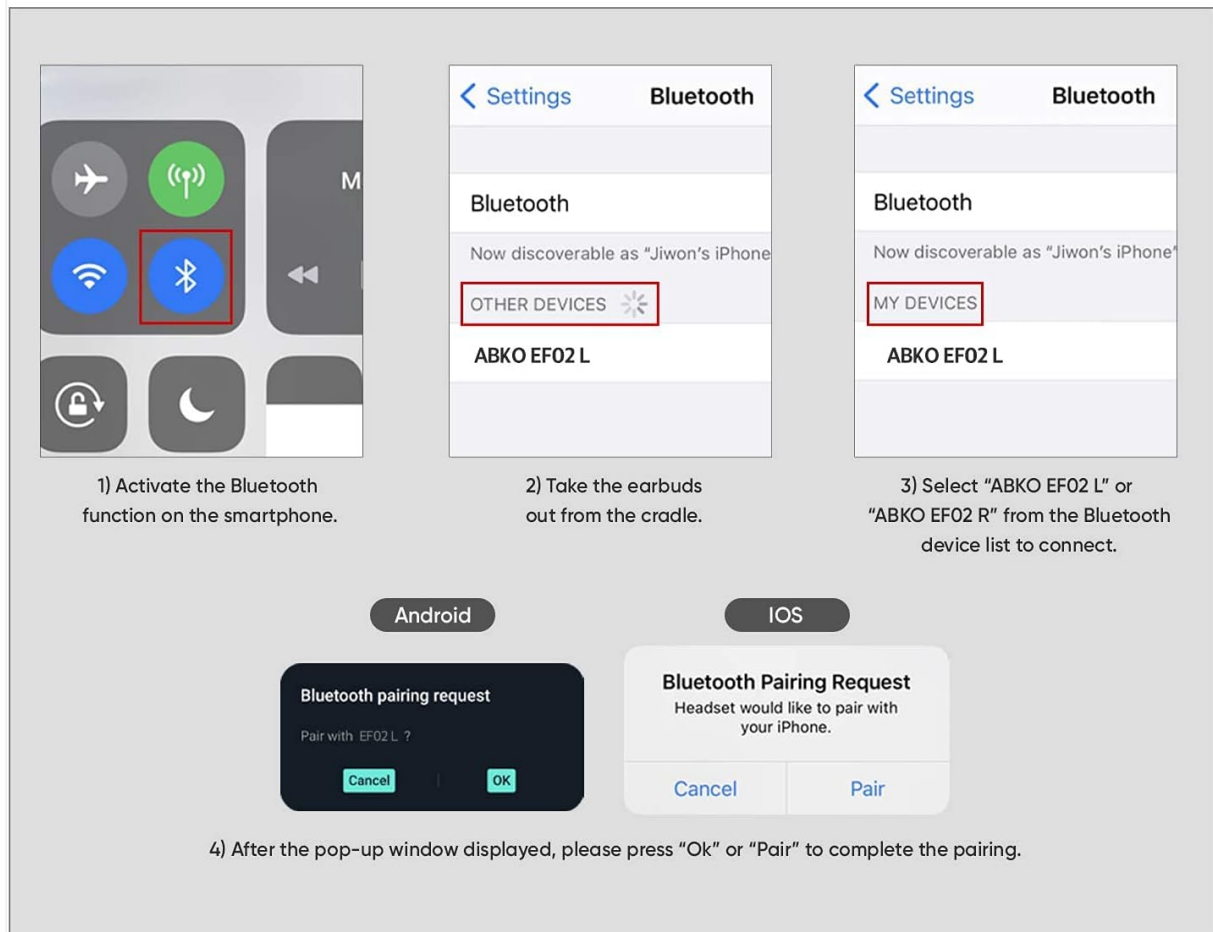 M
Settings
Bluetooth
Bluetooth
Now discoverable as “Jiwon's iPhone
OTHER DEVICES
ABKO EF02 L
Settings
Bluetooth
Bluetooth
Now discoverable as “Jiwon's iPhone"
MY DEVICES
ABKO EF02 L
1) Activate the Bluetooth
function on the smartphone.
2) Take the earbuds
out from the cradle.
3) Select “ABKO EF02 L” or
“ABKO EF02 R” from the Bluetooth
device list to connect.
Android
Bluetooth pairing request
Pair with EF02 L ?
Cancel
OK
IOS
Bluetooth Pairing Request
Headset would like to pair with
your iPhone.
Cancel
Pair
4) After the pop-up window displayed, please press “Ok” or “Pair” to complete the pairing.